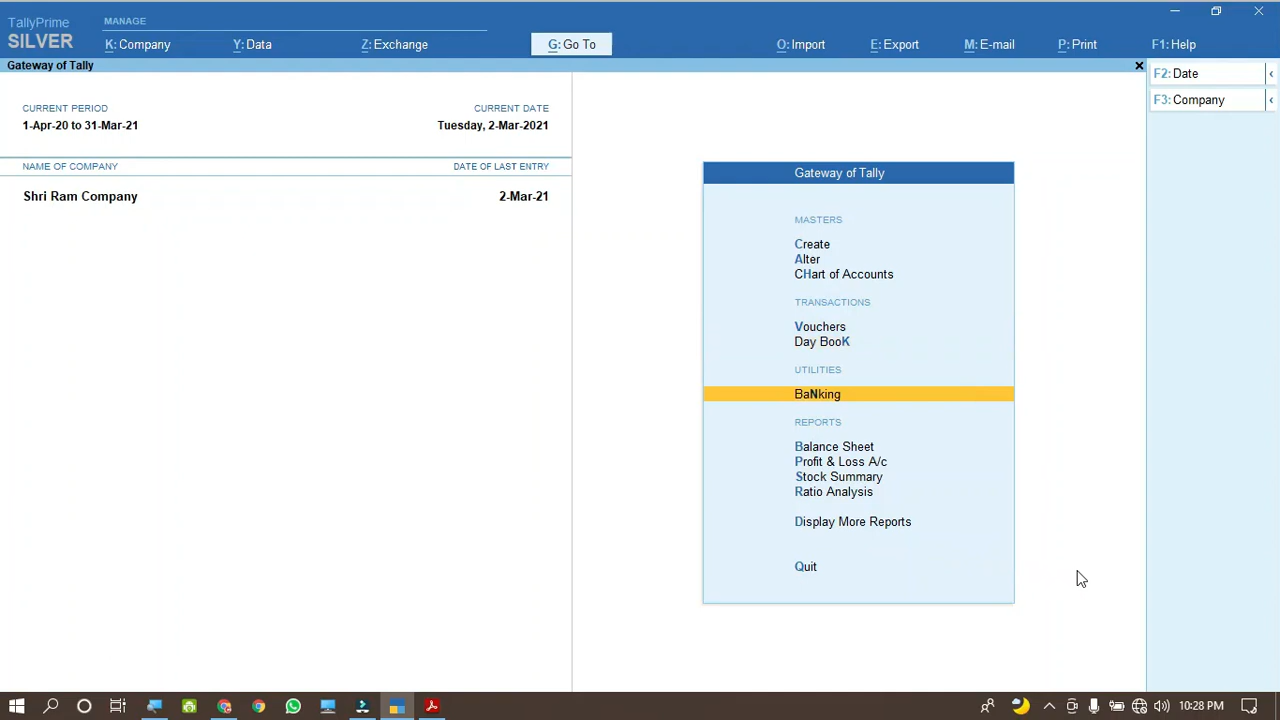 TallyPrime
SILVER
MANAGE
K: Company
Y: Data
Z: Exchange
G: Go To
O: Import
E: Export
M: E-mail
P: Print
F1: Help
Gateway of Tally
F2: Date
F3: Company
CURRENT PERIOD
CURRENT DATE
1-Apr-20 to 31-Mar-21
Tuesday, 2-Mar-2021
NAME OF COMPANY
DATE OF LAST ENTRY
Shri Ram Company
2-Mar-21
Gateway of Tally
MASTERS
Create
Alter
CHart of Accounts
TRANSACTIONS
Vouchers
Day BooK
UTILITIES
BaNking
REPORTS
Balance Sheet
Profit & Loss A/c
Stock Summary
Ratio Analysis
Display More Reports
Quit
10:28 PM